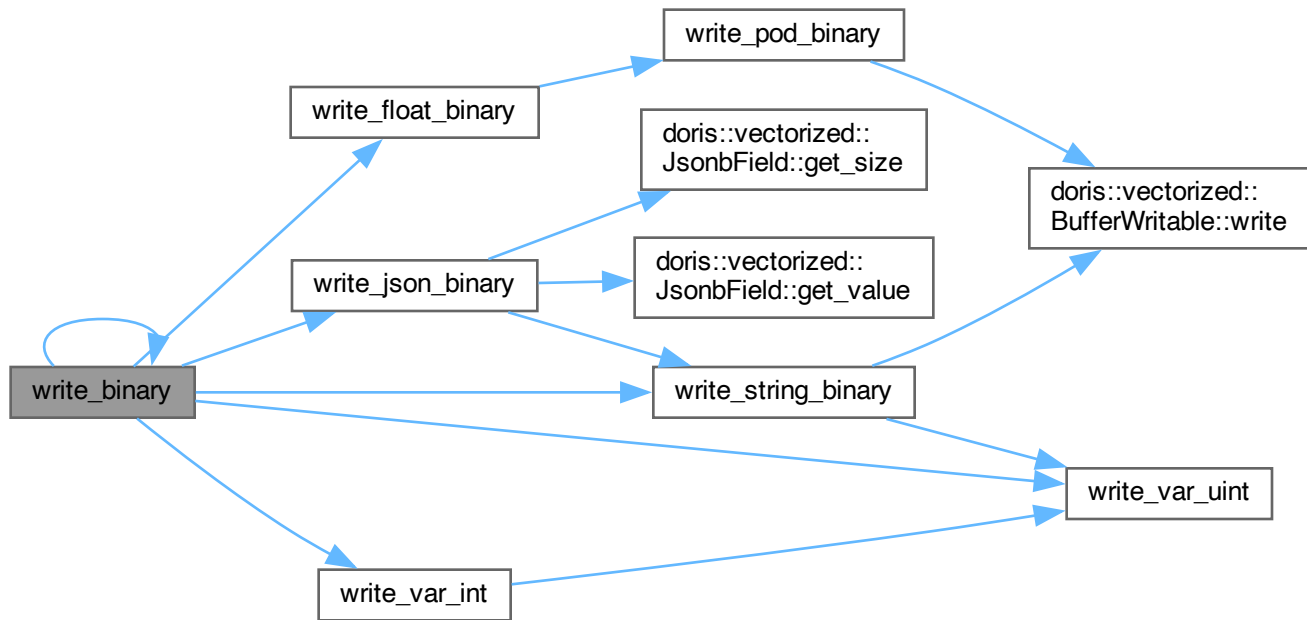 write_pod_binary
write_float_binary
doris::vectorized::
JsonbField::get_size
doris::vectorized::
BufferWritable::write
write_json_binary
doris::vectorized::
JsonbField::get_value
write_binary
write_string_binary
write_var_uint
write_var_int